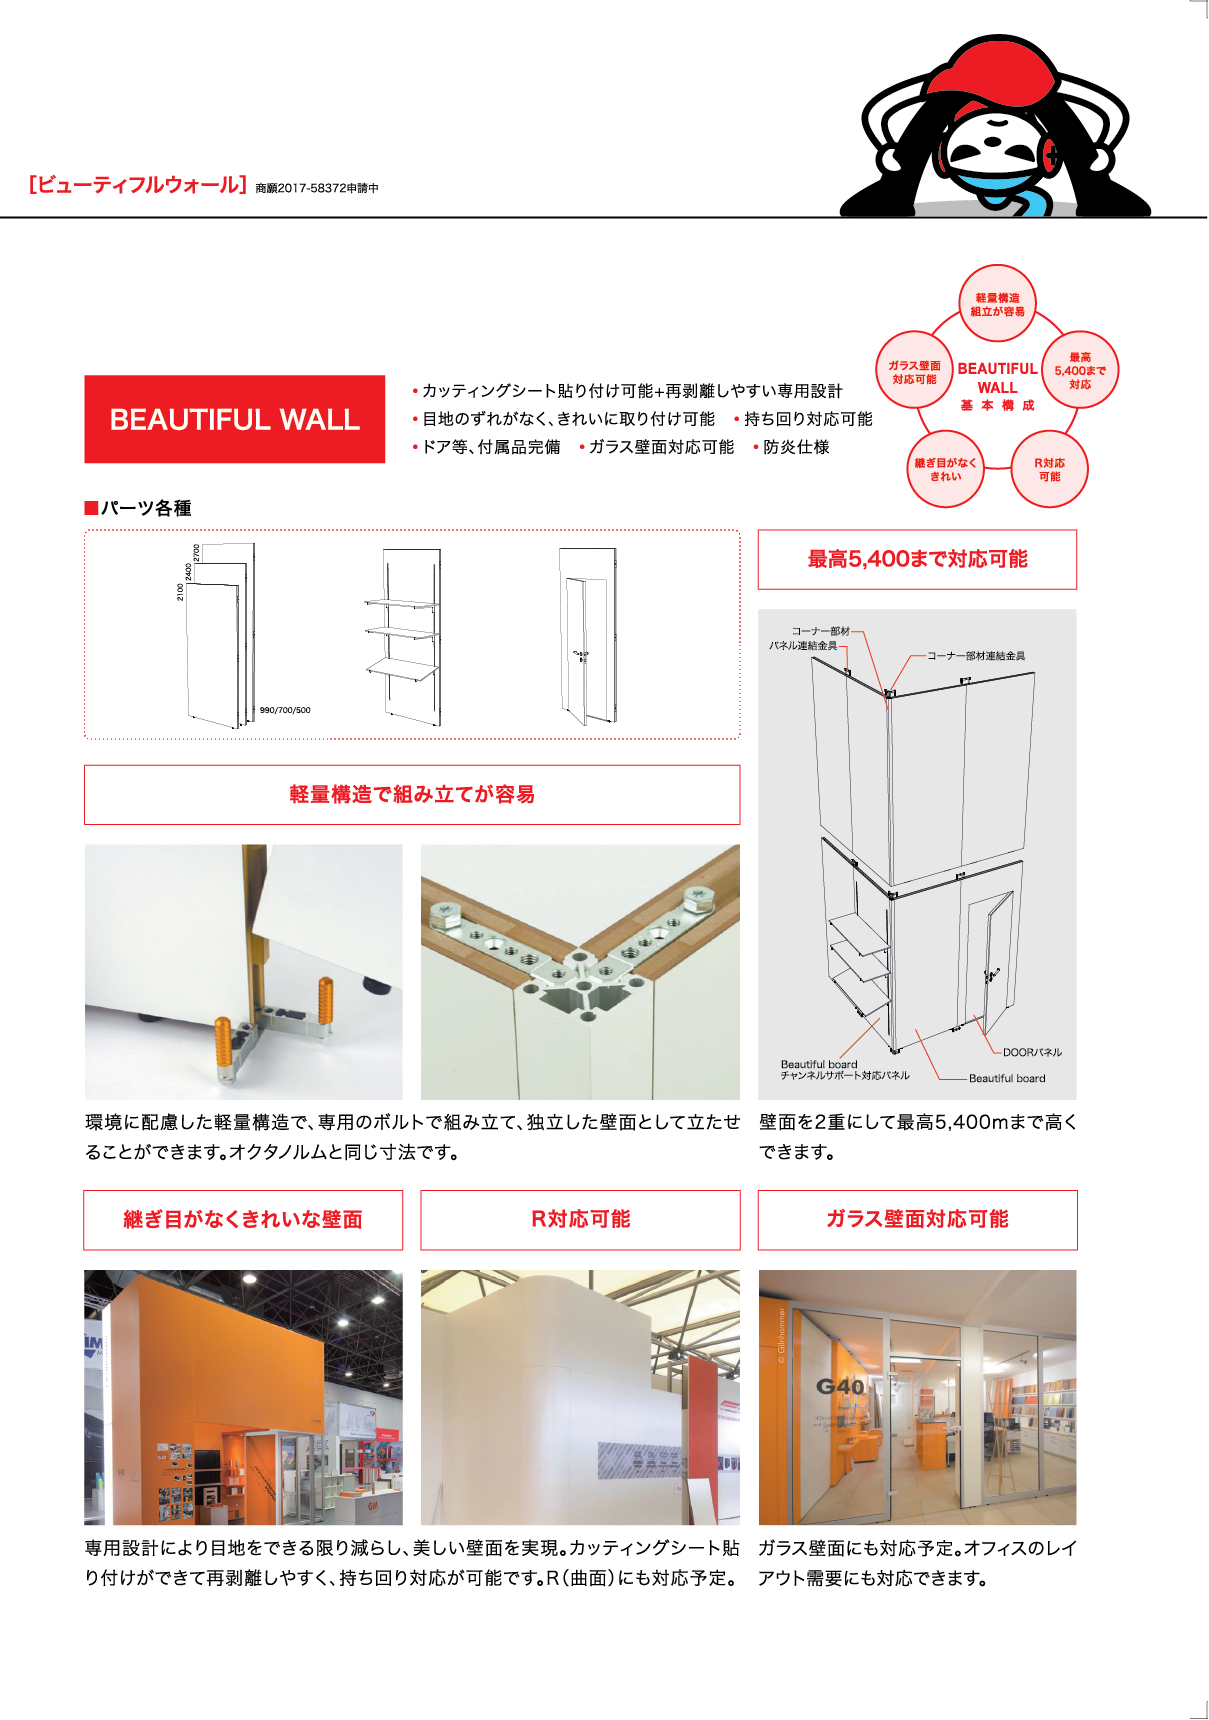 ［ビューティフルウォール］ 商願2017-58372申請中
軽量構造
組立が容易
ガラス壁面
対応可能
BEAUTIFUL
WALL
基本構成
最高
5,400まで
対応
継ぎ目がなく
きれい
R対応
可能
BEAUTIFUL WALL
•カッティングシート貼り付け可能+再剥離しやすい専用設計
•目地のずれがなく、きれいに取り付け可能 •持ち回り対応可能
•ドア等、付属品完備 •ガラス壁面対応可能 •防炎仕様
■パーツ各種
2700
2400
2100
990/700/500
最高5,400まで対応可能
コーナー部材
パネル連結金具
コーナー部材連結金具
DOORパネル
Beautiful board
チャンネルサポート対応パネル
Beautiful board
軽量構造で組み立てが容易
環境に配慮した軽量構造で、専用のボルトで組み立て、独立した壁面として立たせ
ることができます。オクタノルムと同じ寸法です。
壁面を2重にして最高5,400mまで高く
できます。
継ぎ目がなくきれいな壁面
R対応可能
ガラス壁面対応可能
© Gilnhammer
G40
GM
専用設計により目地をできる限り減らし、美しい壁面を実現。カッティングシート貼
り付けができて再剥離しやすく、持ち回り対応が可能です。R（曲面）にも対応予定。
ガラス壁面にも対応予定。オフィスのレイ
アウト需要にも対応できます。